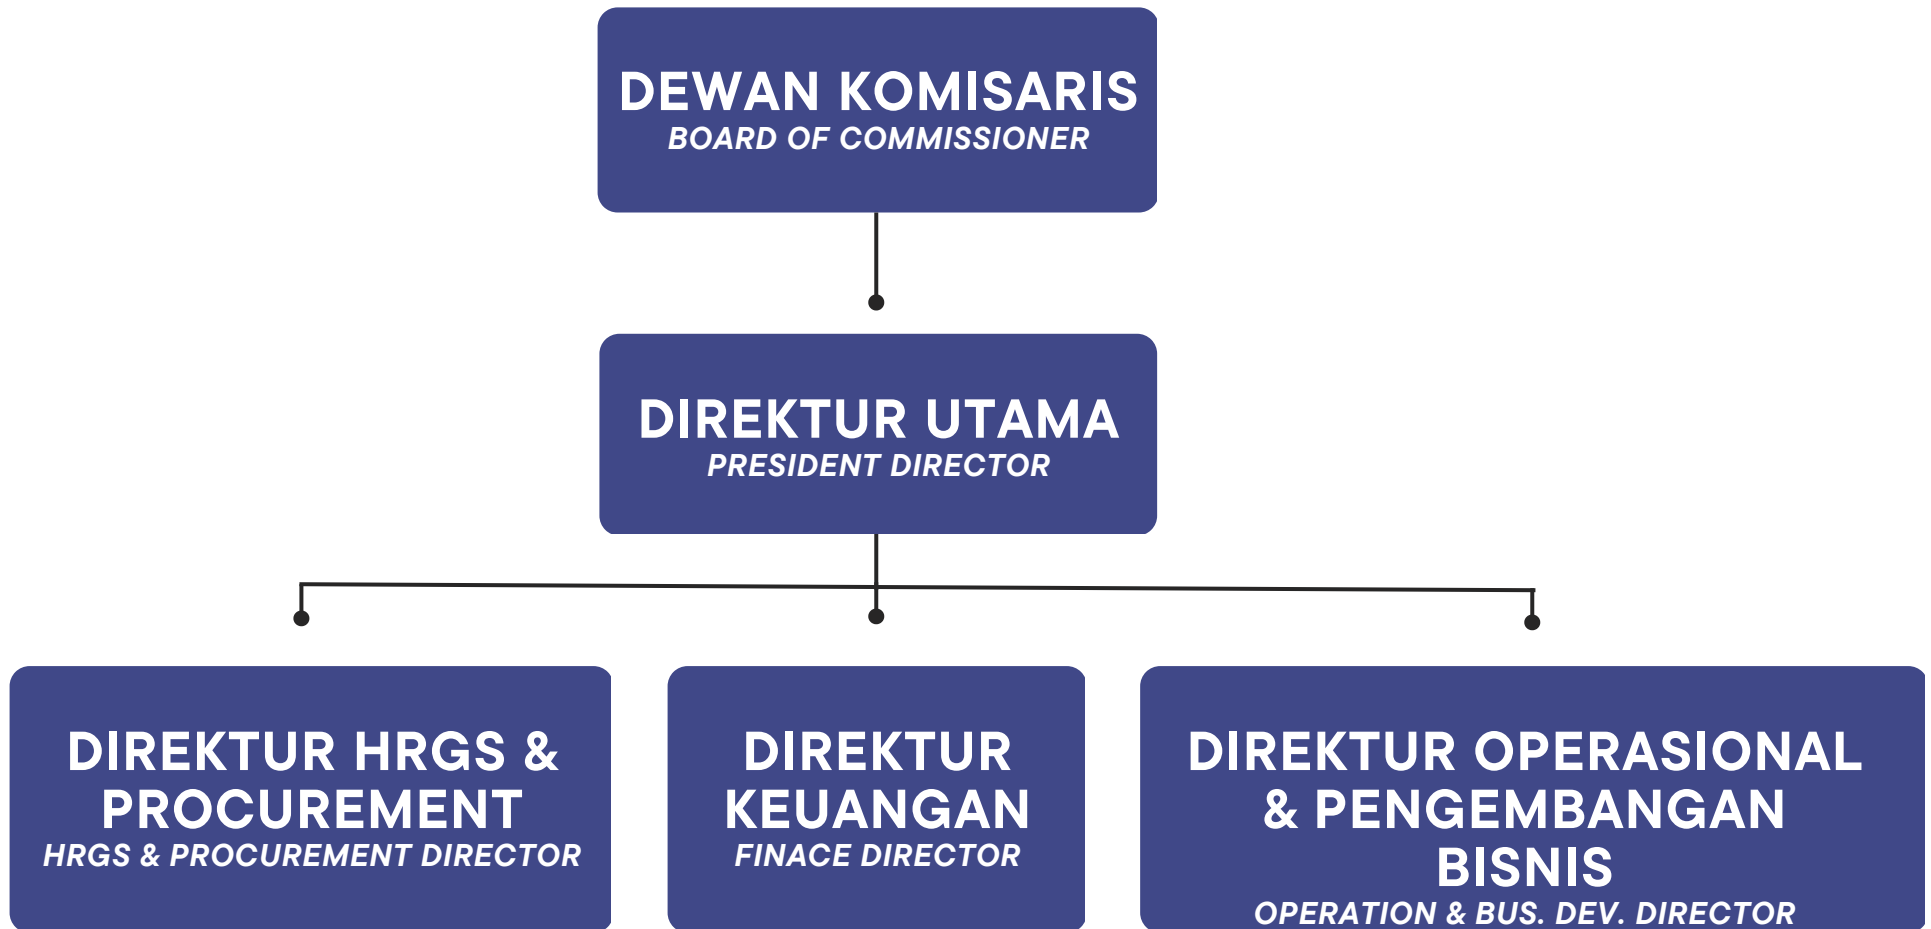 DEWAN KOMISARIS
BOARD OF COMMISSIONER
DIREKTUR UTAMA
PRESIDENT DIRECTOR
DIREKTUR HRGS &
PROCUREMENT
HRGS & PROCUREMENT DIRECTOR
DIREKTUR
KEUANGAN
FINACE DIRECTOR
DIREKTUR OPERASIONAL
& PENGEMBANGAN
BISNIS
OPERATION & BUS. DEV. DIRECTOR